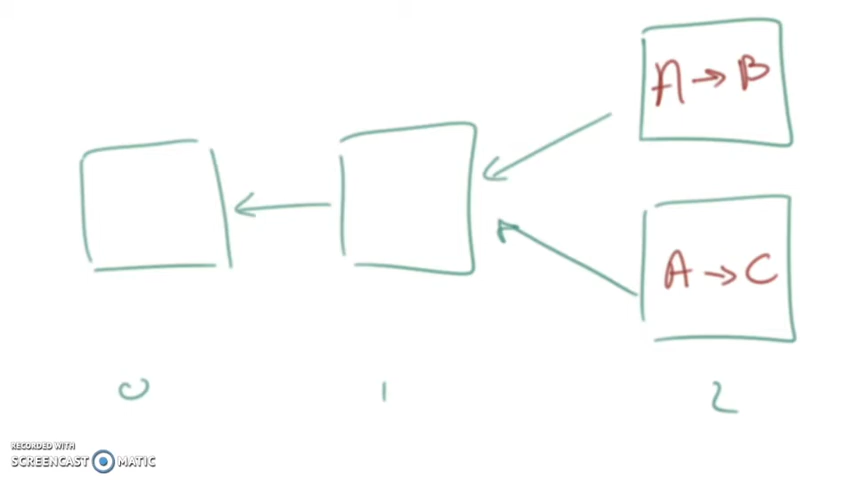 A → B
A → C
0 1 2
RECORDED WITH
SCREENCAST MATIC